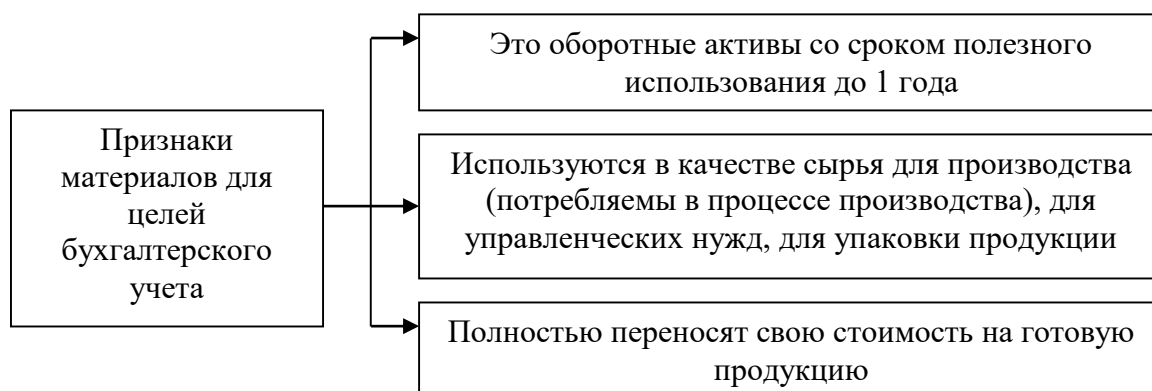 Признаки
материалов для
целей
бухгалтерского
учета
Это оборотные активы со сроком полезного
использования до 1 года
Используются в качестве сырья для производства
(потребляемы в процессе производства), для
управленческих нужд, для упаковки продукции
Полностью переносят свою стоимость на готовую
продукцию